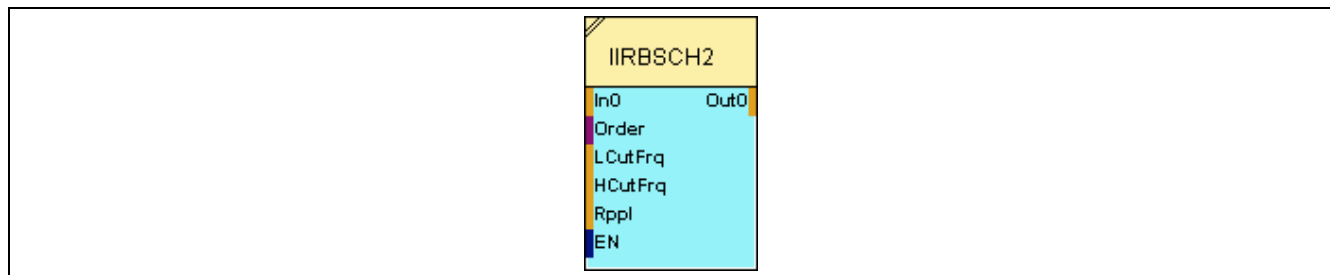 IIRBSCH2
In0 Out0
Order
LCutFrq
HCutFrq
Rppl
EN